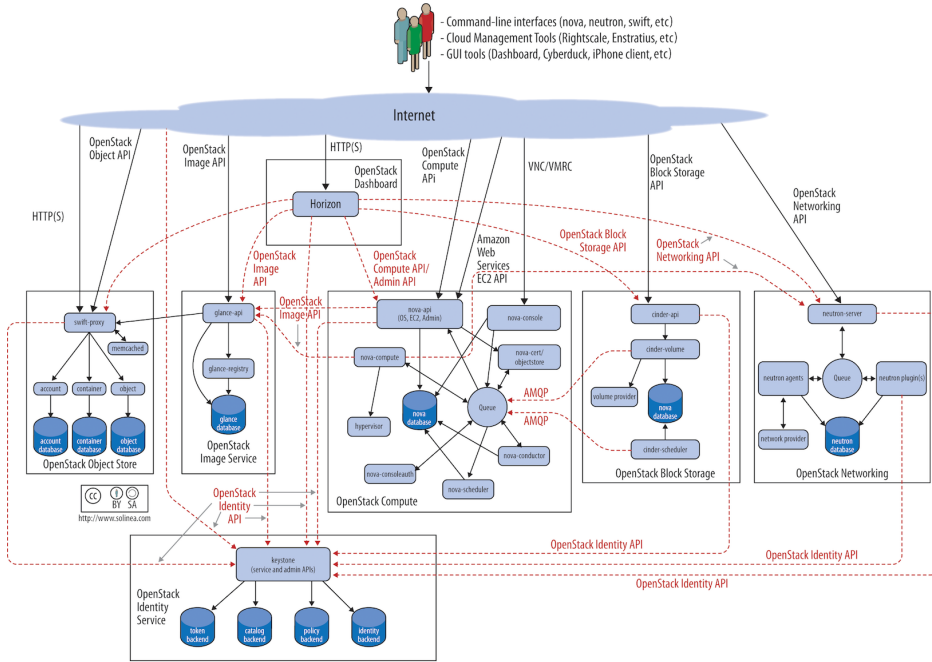 - Command-line interfaces (nova, neutron, swift, etc)
- Cloud Management Tools (Rightscale, Enstratius, etc)
- GUI tools (Dashboard, Cyberduck, iPhone client, etc)
Internet
OpenStack
Object API
OpenStack
Image API
HTTP(S)
OpenStack
Dashboard
OpenStack
Compute
APi
VNC/VMRC
OpenStack
Block Storage
API
OpenStack
Networking
API
HTTP(S)
Horizon
OpenStack
Image
API
OpenStack
Compute API/
Admin API
Amazon
Web
Services
EC2 API
OpenStack Block
Storage API
OpenStack
Networking API
OpenStack
Image API
swift-proxy
memcached
account
container
object
account
database
container
database
object
database
OpenStack Object Store
glance-api
glance-registry
glance
database
OpenStack
Image Service
nova-api
(OS, EC2, Admin)
nova-console
nova-compute
nova-cert/
objectstore
nova
database
Queue
hypervisor
nova-conductor
nova-consoleauth
nova-scheduler
OpenStack Compute
AMQP
AMQP
cinder-api
cinder-volume
volume provider
nova
database
cinder-scheduler
OpenStack Block Storage
neutron-server
neutron agents
Queue
neutron plugin(s)
network provider
neutron
database
OpenStack Networking
cc
BY SA
http://www.solinea.com
OpenStack
Identity
API
OpenStack Identity API
OpenStack Identity API
OpenStack Identity API
keystone
(service and admin APIs)
OpenStack
Identity
Service
token
backend
catalog
backend
policy
backend
identity
backend